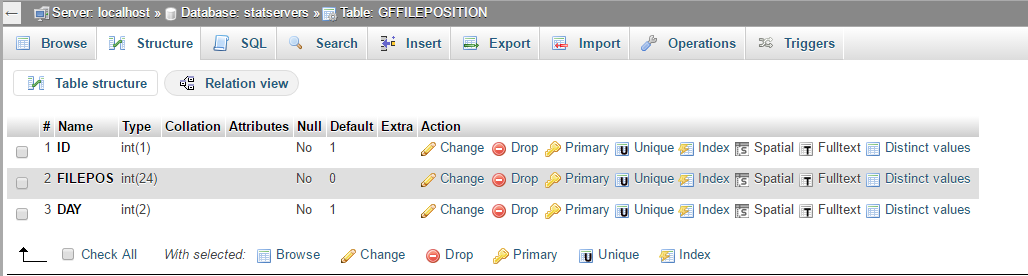 Server: localhost » Database: statservers » Table: GFFILEPOSITION
Browse Structure SQL Search Insert Export Import Operations Triggers
Table structure Relation view
# Name Type Collation Attributes Null Default Extra Action
1 ID int(1) No 1 Change Drop Primary Unique Index Spatial Fulltext Distinct values
2 FILEPOS int(24) No 0 Change Drop Primary Unique Index Spatial Fulltext Distinct values
3 DAY int(2) No 1 Change Drop Primary Unique Index Spatial Fulltext Distinct values
Check All With selected: Browse Change Drop Primary Unique Index